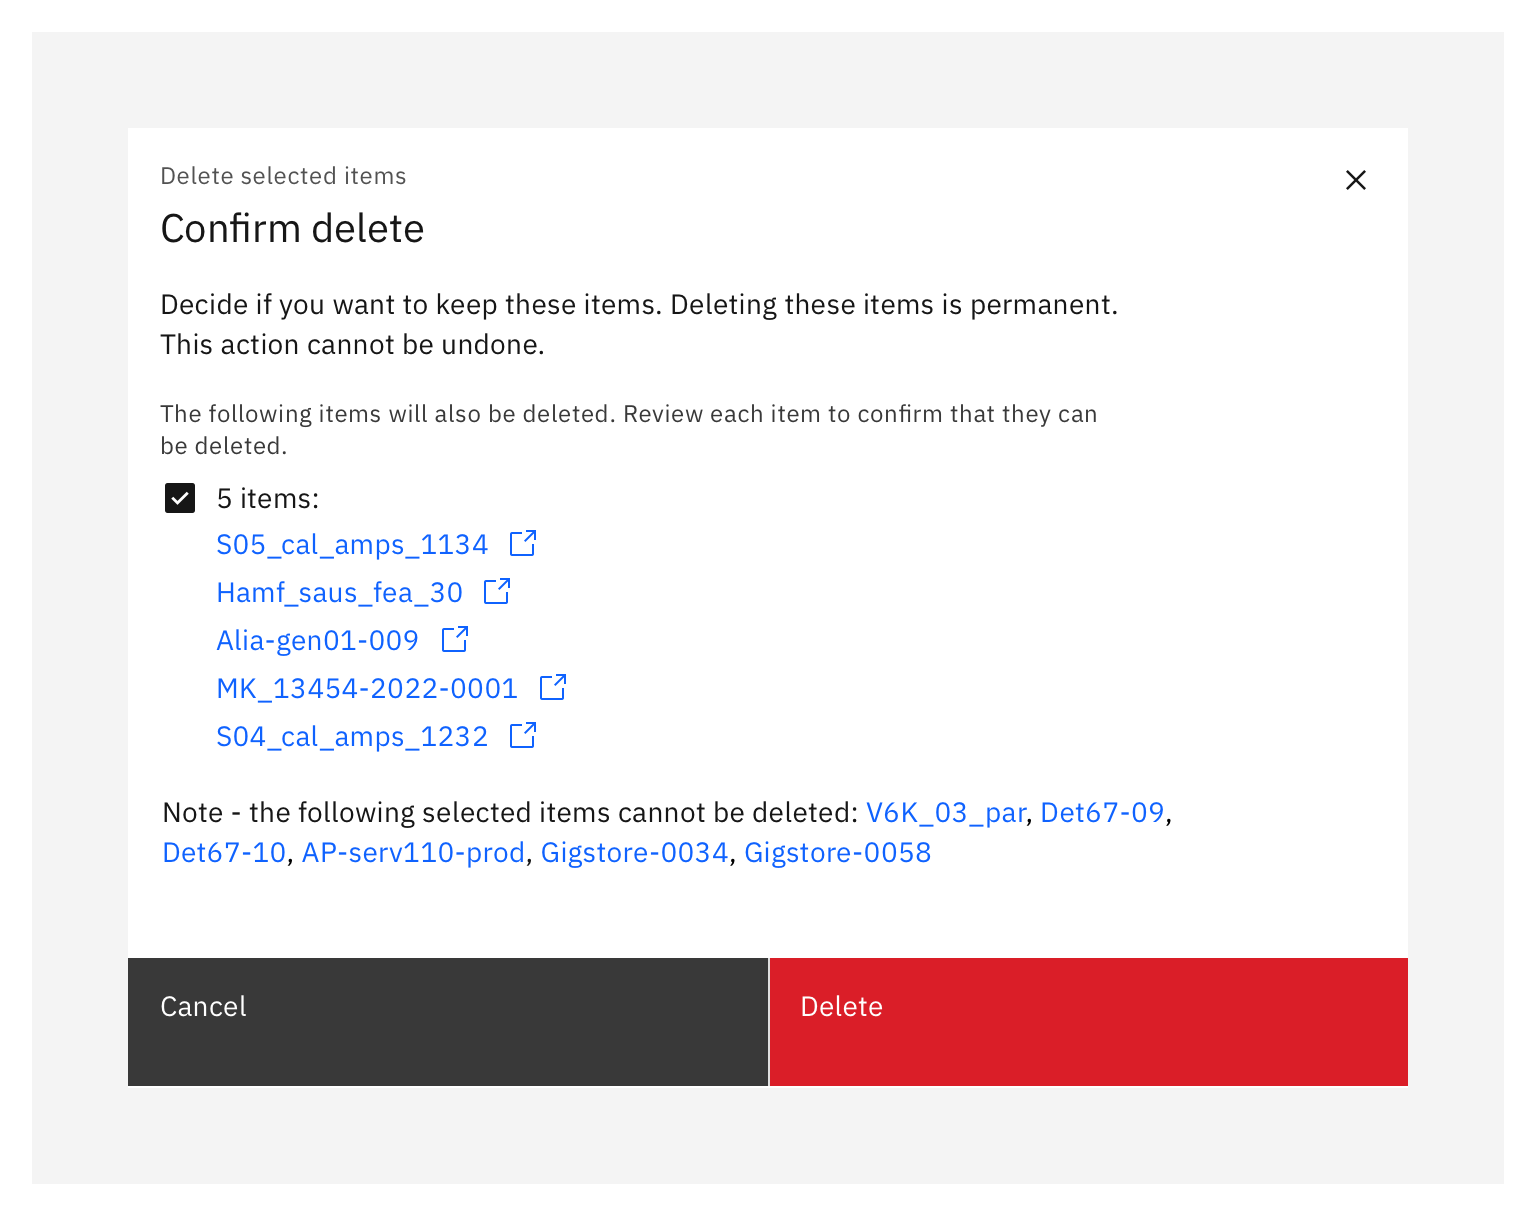 Delete selected items
Confirm delete
Decide if you want to keep these items. Deleting these items is permanent.
This action cannot be undone.
The following items will also be deleted. Review each item to confirm that they can
be deleted.
5 items:
S05_cal_amps_1134
Hamf_saus_fea_30
Alia-gen01-009
MK_13454-2022-0001
S04_cal_amps_1232
Note - the following selected items cannot be deleted: V6K_03_par, Det67-09,
Det67-10, AP-serv110-prod, Gigstore-0034, Gigstore-0058
Cancel
Delete